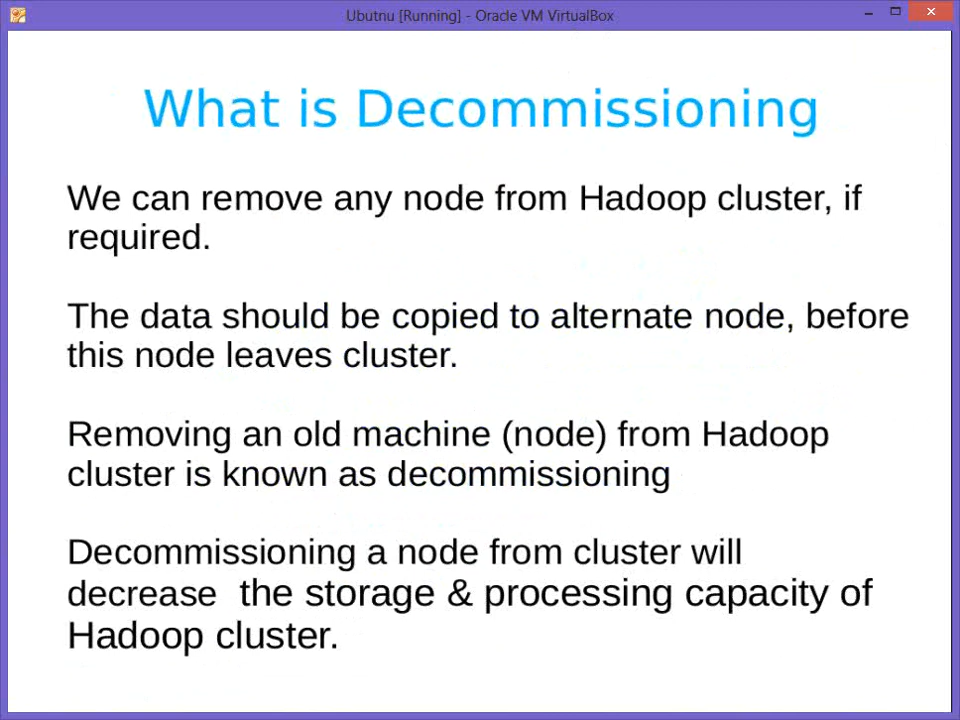 Ubutnu [Running] - Oracle VM VirtualBox
What is Decommissioning
We can remove any node from Hadoop cluster, if
required.
The data should be copied to alternate node, before
this node leaves cluster.
Removing an old machine (node) from Hadoop
cluster is known as decommissioning
Decommissioning a node from cluster will
decrease the storage & processing capacity of
Hadoop cluster.